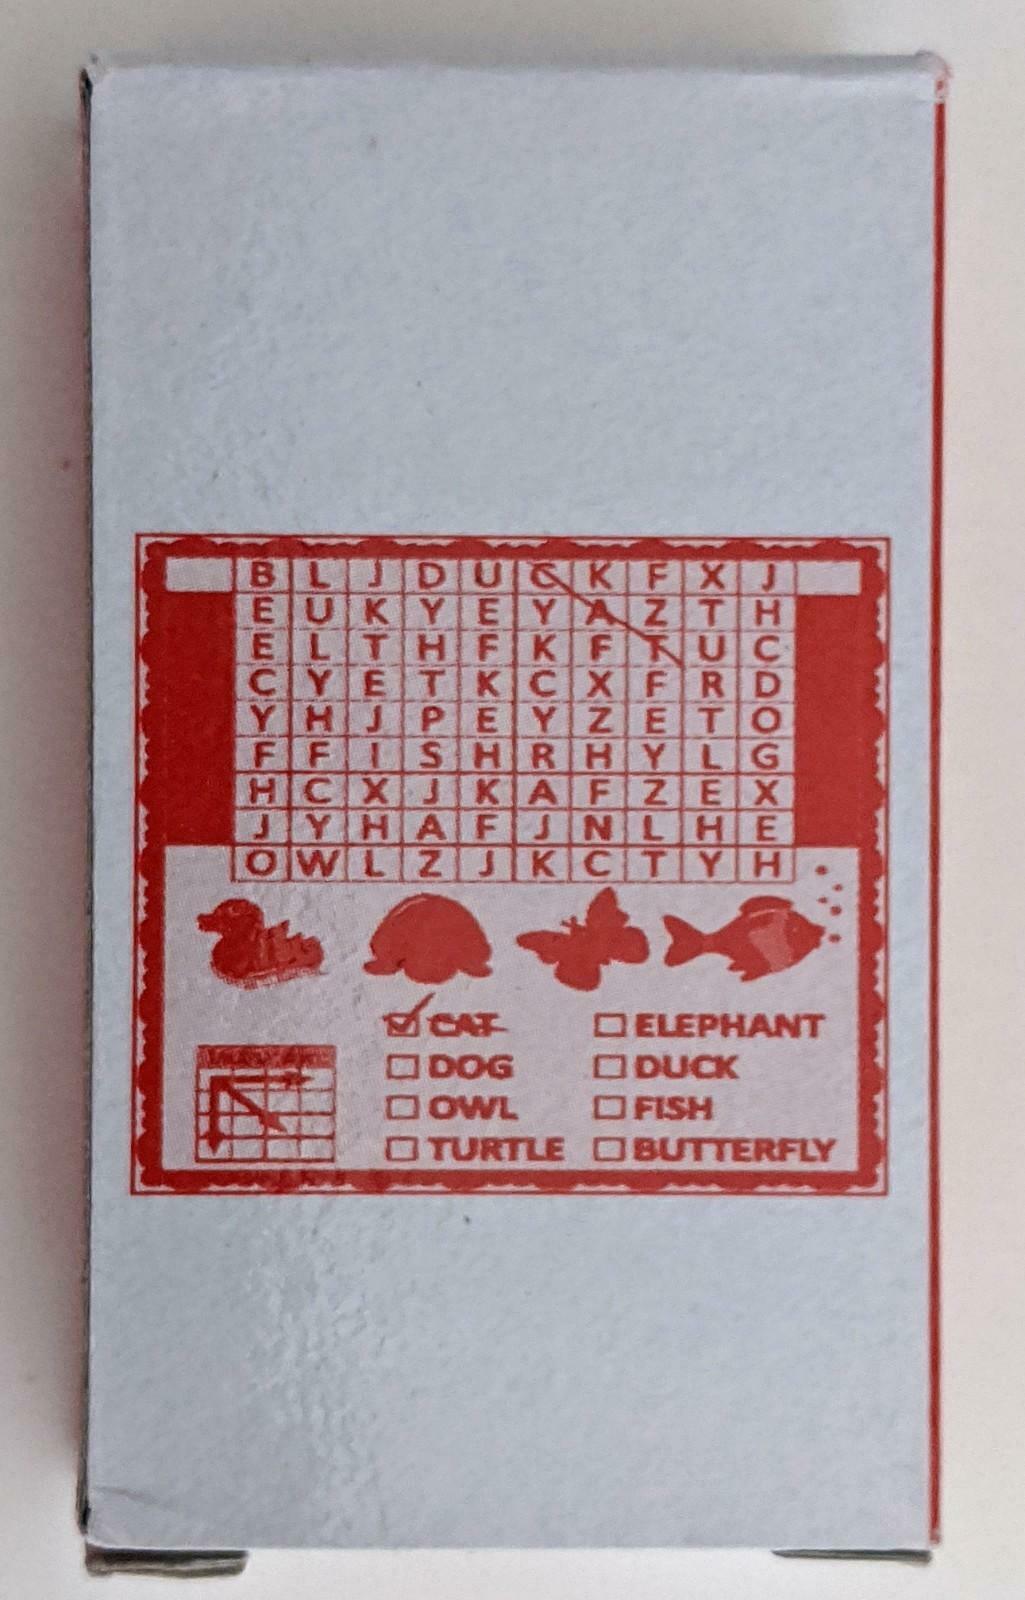 B L J D U C K F X J
E U K Y E Y A Z T H
E L T H F K F T U C
C Y E T K C X F R D
Y H J P E Y Z E T O
F F I S H R H Y L G
H C X J K A F Z E X
J Y H A F J N L H E
O W L Z J K C T Y H
CAT ELEPHANT
DOG DUCK
OWL FISH
TURTLE BUTTERFLY